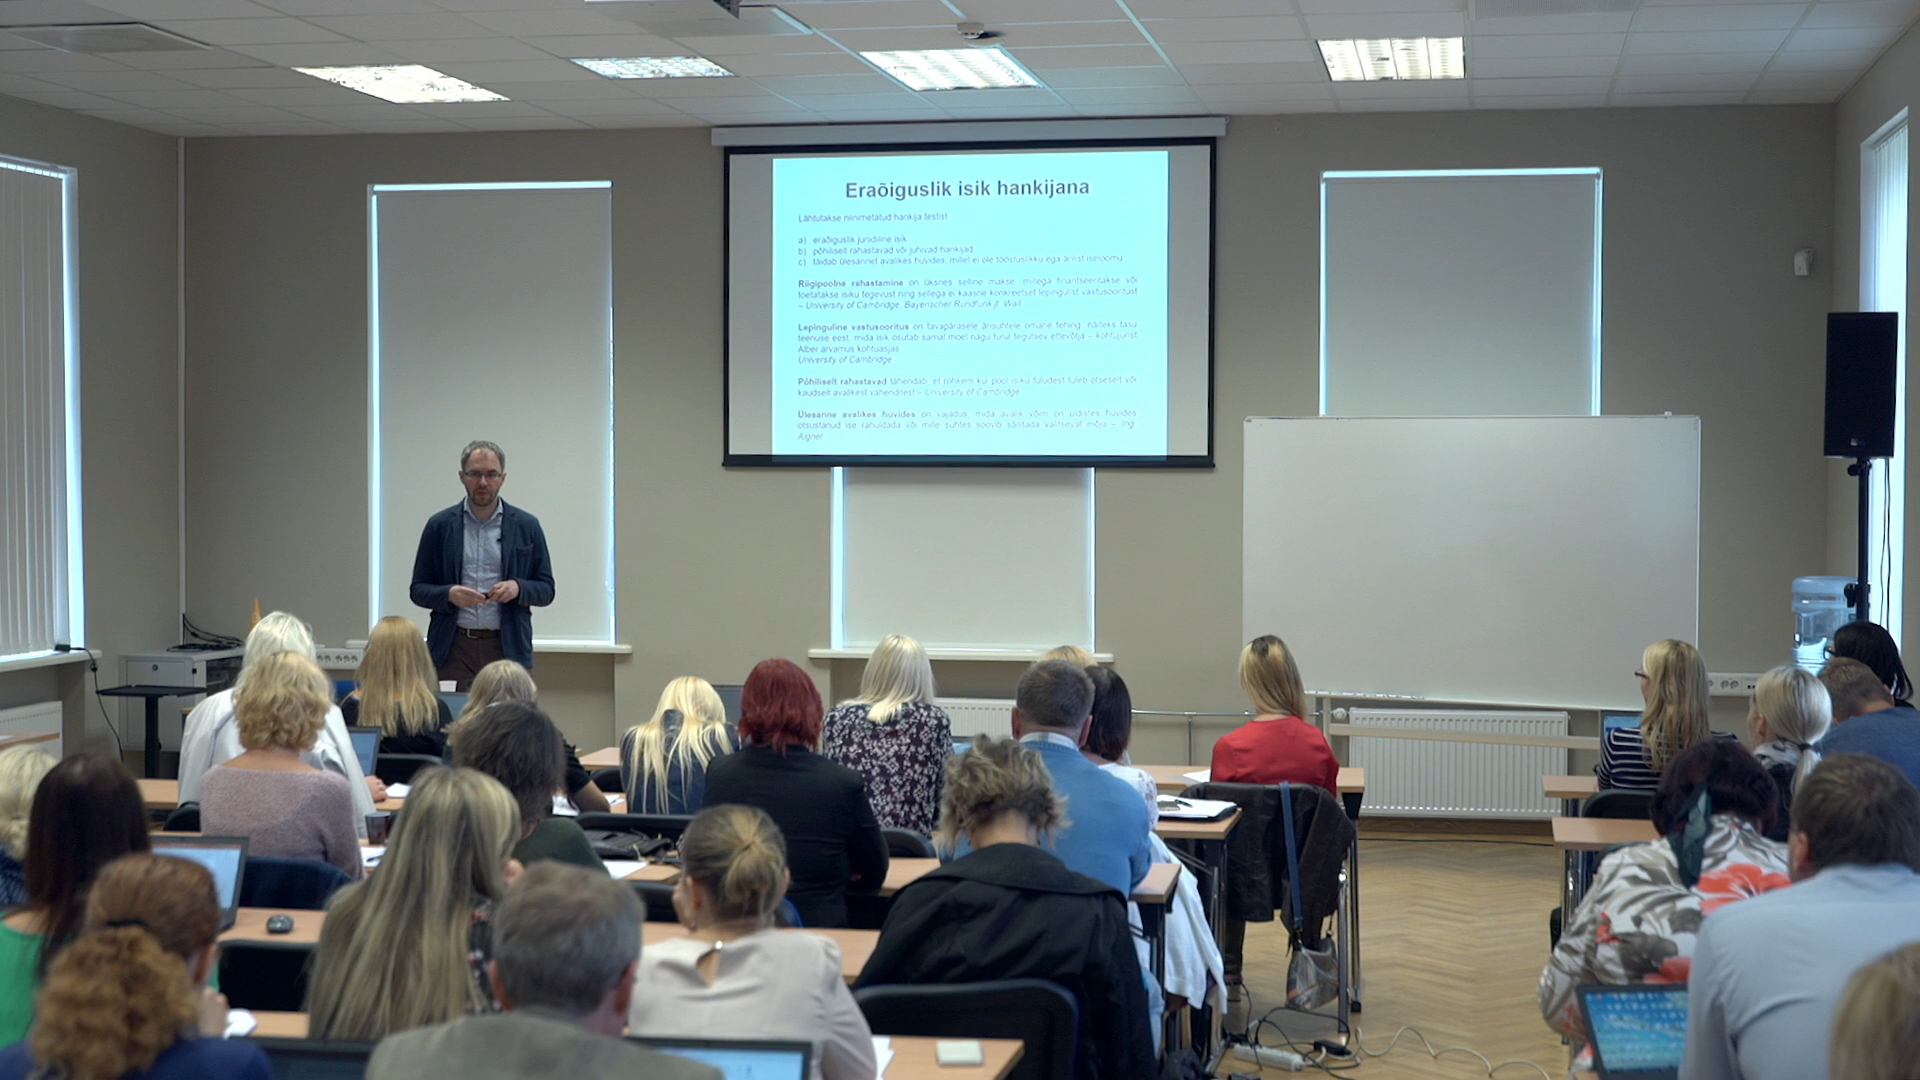 Eraõiguslik isik hankijana
Lähtutakse niinimetatud hankija testist
a) eraõiguslik juriidiline isik
b) põhiliselt rahastavad või juhivad hankijad
c) täidab ülesannet avalikes huvides, millel ei ole tööstuslikku ega ärilist iseloomu
Riigipoolne rahastamine on üksnes selline makse, millega finantseeritakse või
toetatakse isiku tegevust ning sellega ei kaasne konkreetset lepingulist vastusooritust
– University of Cambridge, Bayerischer Rundfunk jt, Wall
Lepinguline vastusooritus on tavapärasele ärisuhtele omane tehing, näiteks tasu
teenuse eest, mida isik osutab samal moel nagu turul tegutsev ettevõtja – kohtujurist
Alber arvamus kohtuasjas
University of Cambridge
Põhiliselt rahastavad tähendab, et rohkem kui pool isiku tuludest tuleb otseselt või
kaudselt avalikest vahenditest – University of Cambridge
Ülesanne avalikes huvides on vajadus, mida avalik võim on üldistes huvides
otsustanud ise rahuldada või mille suhtes soovib säilitada valitsevat mõju – Ing.
Aigner